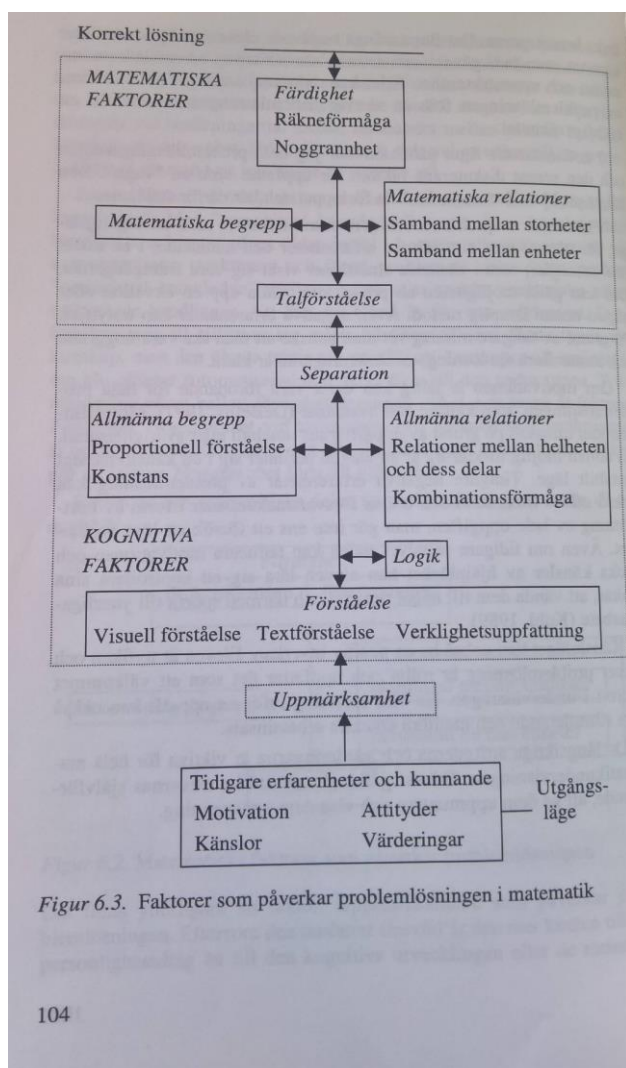 Korrekt lösning
MATEMATISKA
FAKTORER
Färdighet
Räkneförmåga
Noggrannhet
Matematiska begrepp
Matematiska relationer
Samband mellan storheter
Samband mellan enheter
Talförståelse
Separation
Allmänna begrepp
Proportionell förståelse
Konstans
Allmänna relationer
Relationer mellan helheten
och dess delar
Kombinationsförmåga
KOGNITIVA
FAKTORER
Logik
Förståelse
Visuell förståelse Textförståelse Verklighetsuppfattning
Uppmärksamhet
Tidigare erfarenheter och kunnande
Motivation Attityder
Känslor Värderingar
Utgångs-
läge
Figur 6.3. Faktorer som påverkar problemlösningen i matematik
104